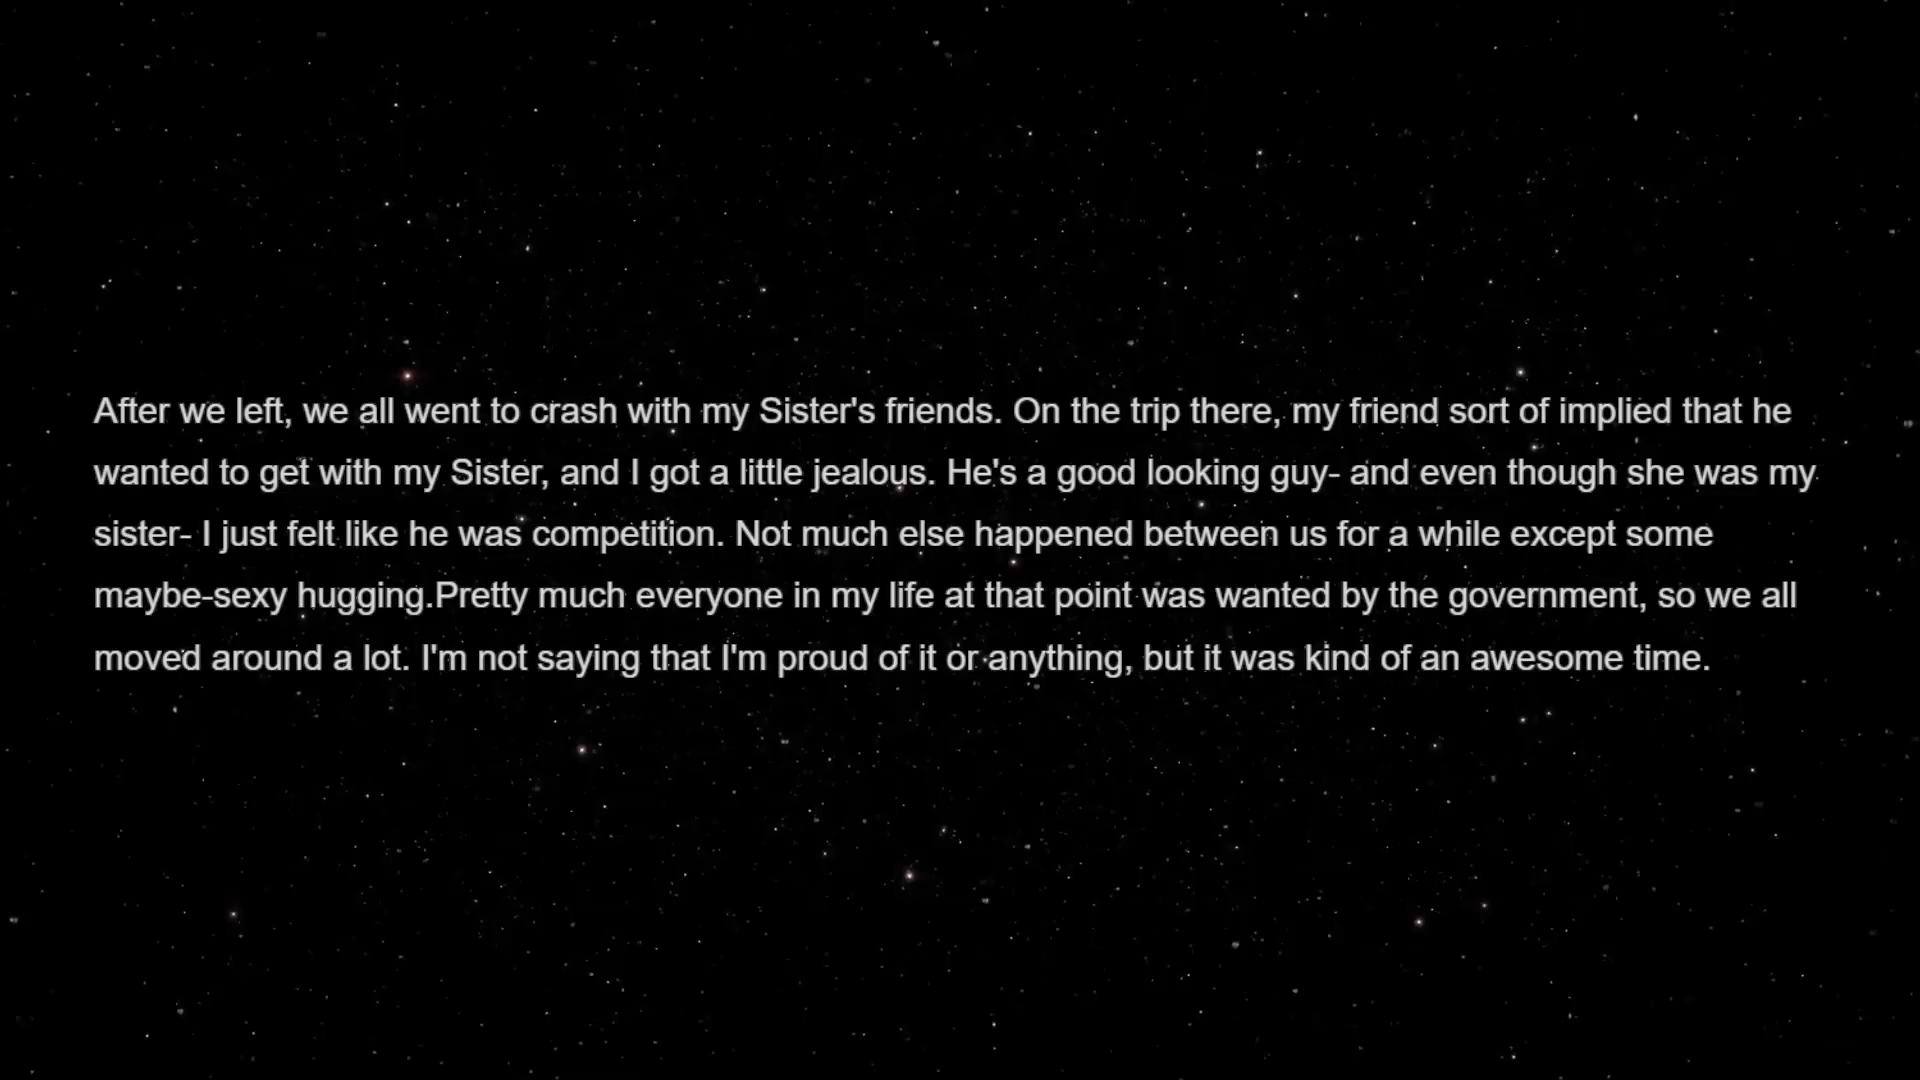 After we left, we all went to crash with my Sister's friends. On the trip there, my friend sort of implied that he
wanted to get with my Sister, and I got a little jealous. He's a good looking guy- and even though she was my
sister- I just felt like he was competition. Not much else happened between us for a while except some
maybe-sexy hugging.Pretty much everyone in my life at that point was wanted by the government, so we all
moved around a lot. I'm not saying that I'm proud of it or anything, but it was kind of an awesome time.